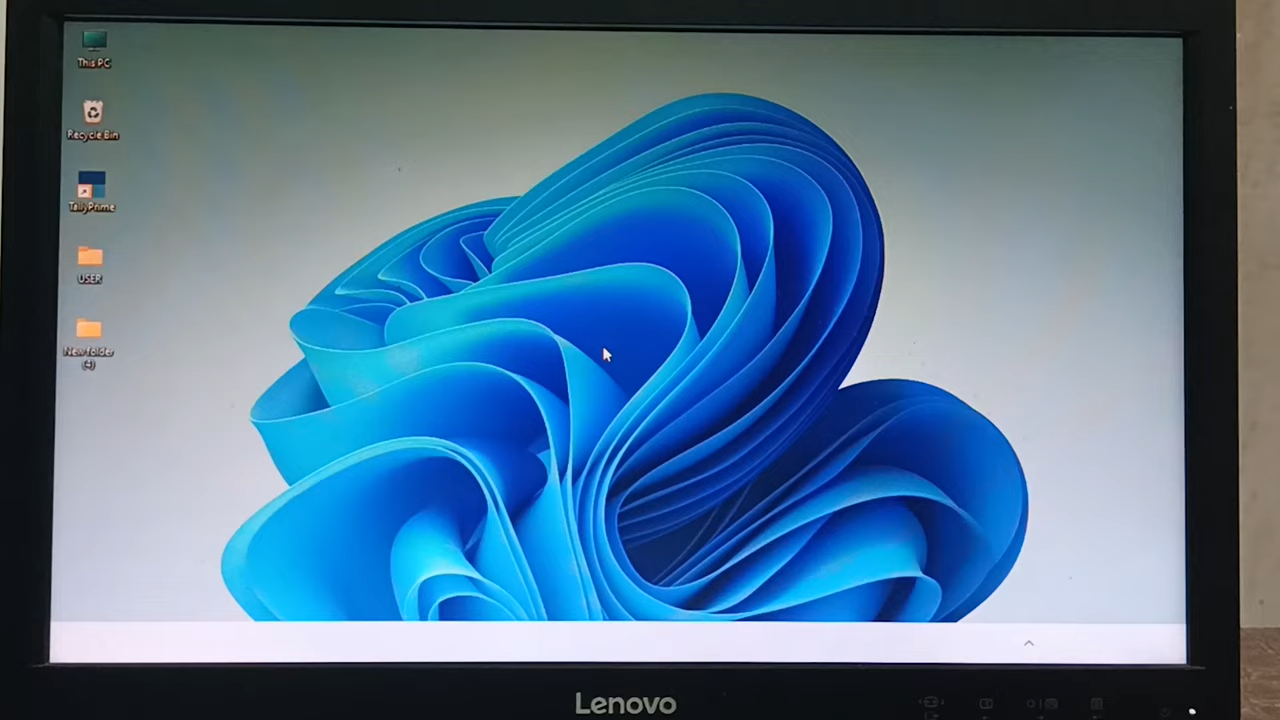 This PC
Recycle Bin
TallyPrime
USER
New folder
(4)
Lenovo